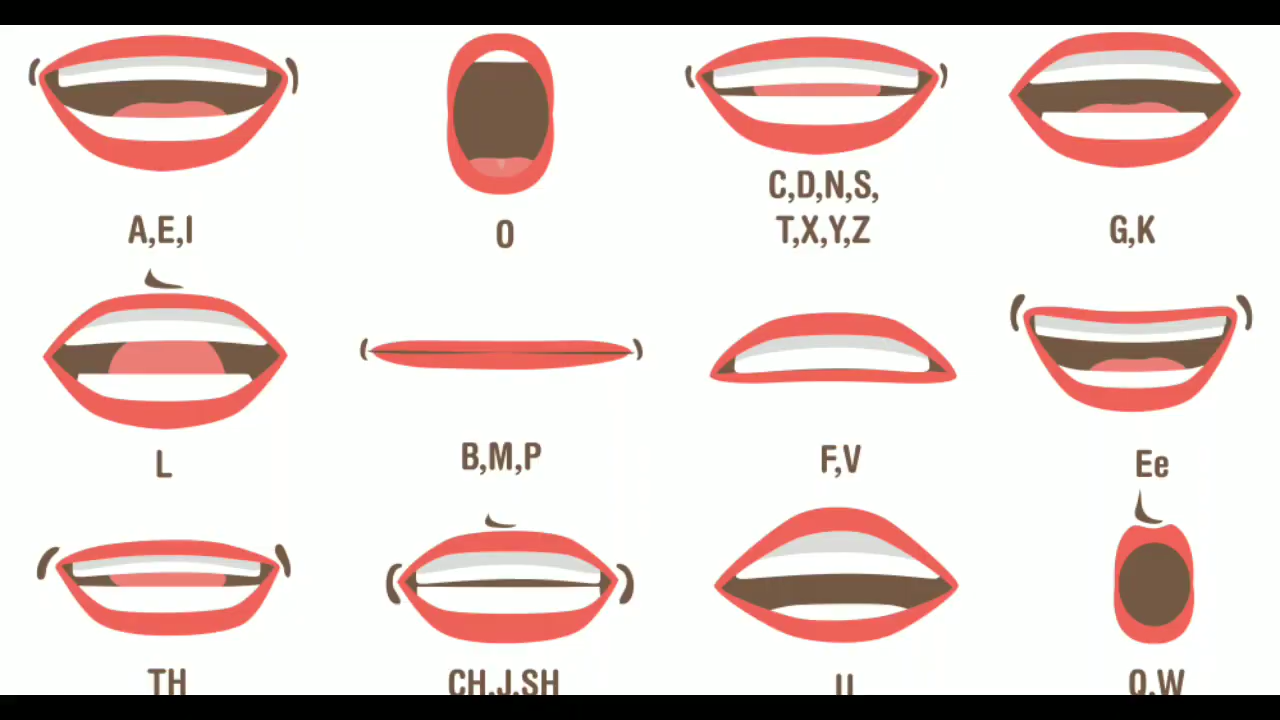 A,E,I
O
C,D,N,S,
T,X,Y,Z
G,K
L
B,M,P
F,V
Ee
TH
CH,J,SH
Q,W